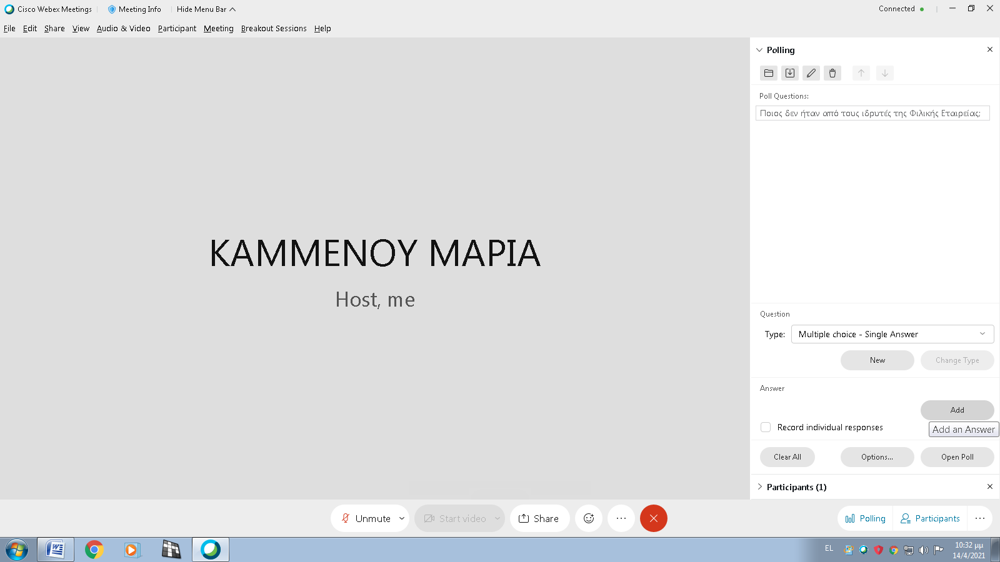 Cisco Webex Meetings
Meeting Info
Hide Menu Bar
Connected
File Edit Share View Audio & Video Participant Meeting Breakout Sessions Help
ΚΑΜΜΕΝΟΥ ΜΑΡΙΑ
Host, me
Polling
Poll Questions:
Ποιος δεν ήταν από τους ιδρυτές της Φιλικής Εταιρείας;
Question
Type: Multiple choice - Single Answer
New Change Type
Answer
Add
Record individual responses
Add an Answer
Clear All Options... Open Poll
Participants (1)
Unmute Start video Share
Polling Participants
EL
10:32 μμ
14/4/2021